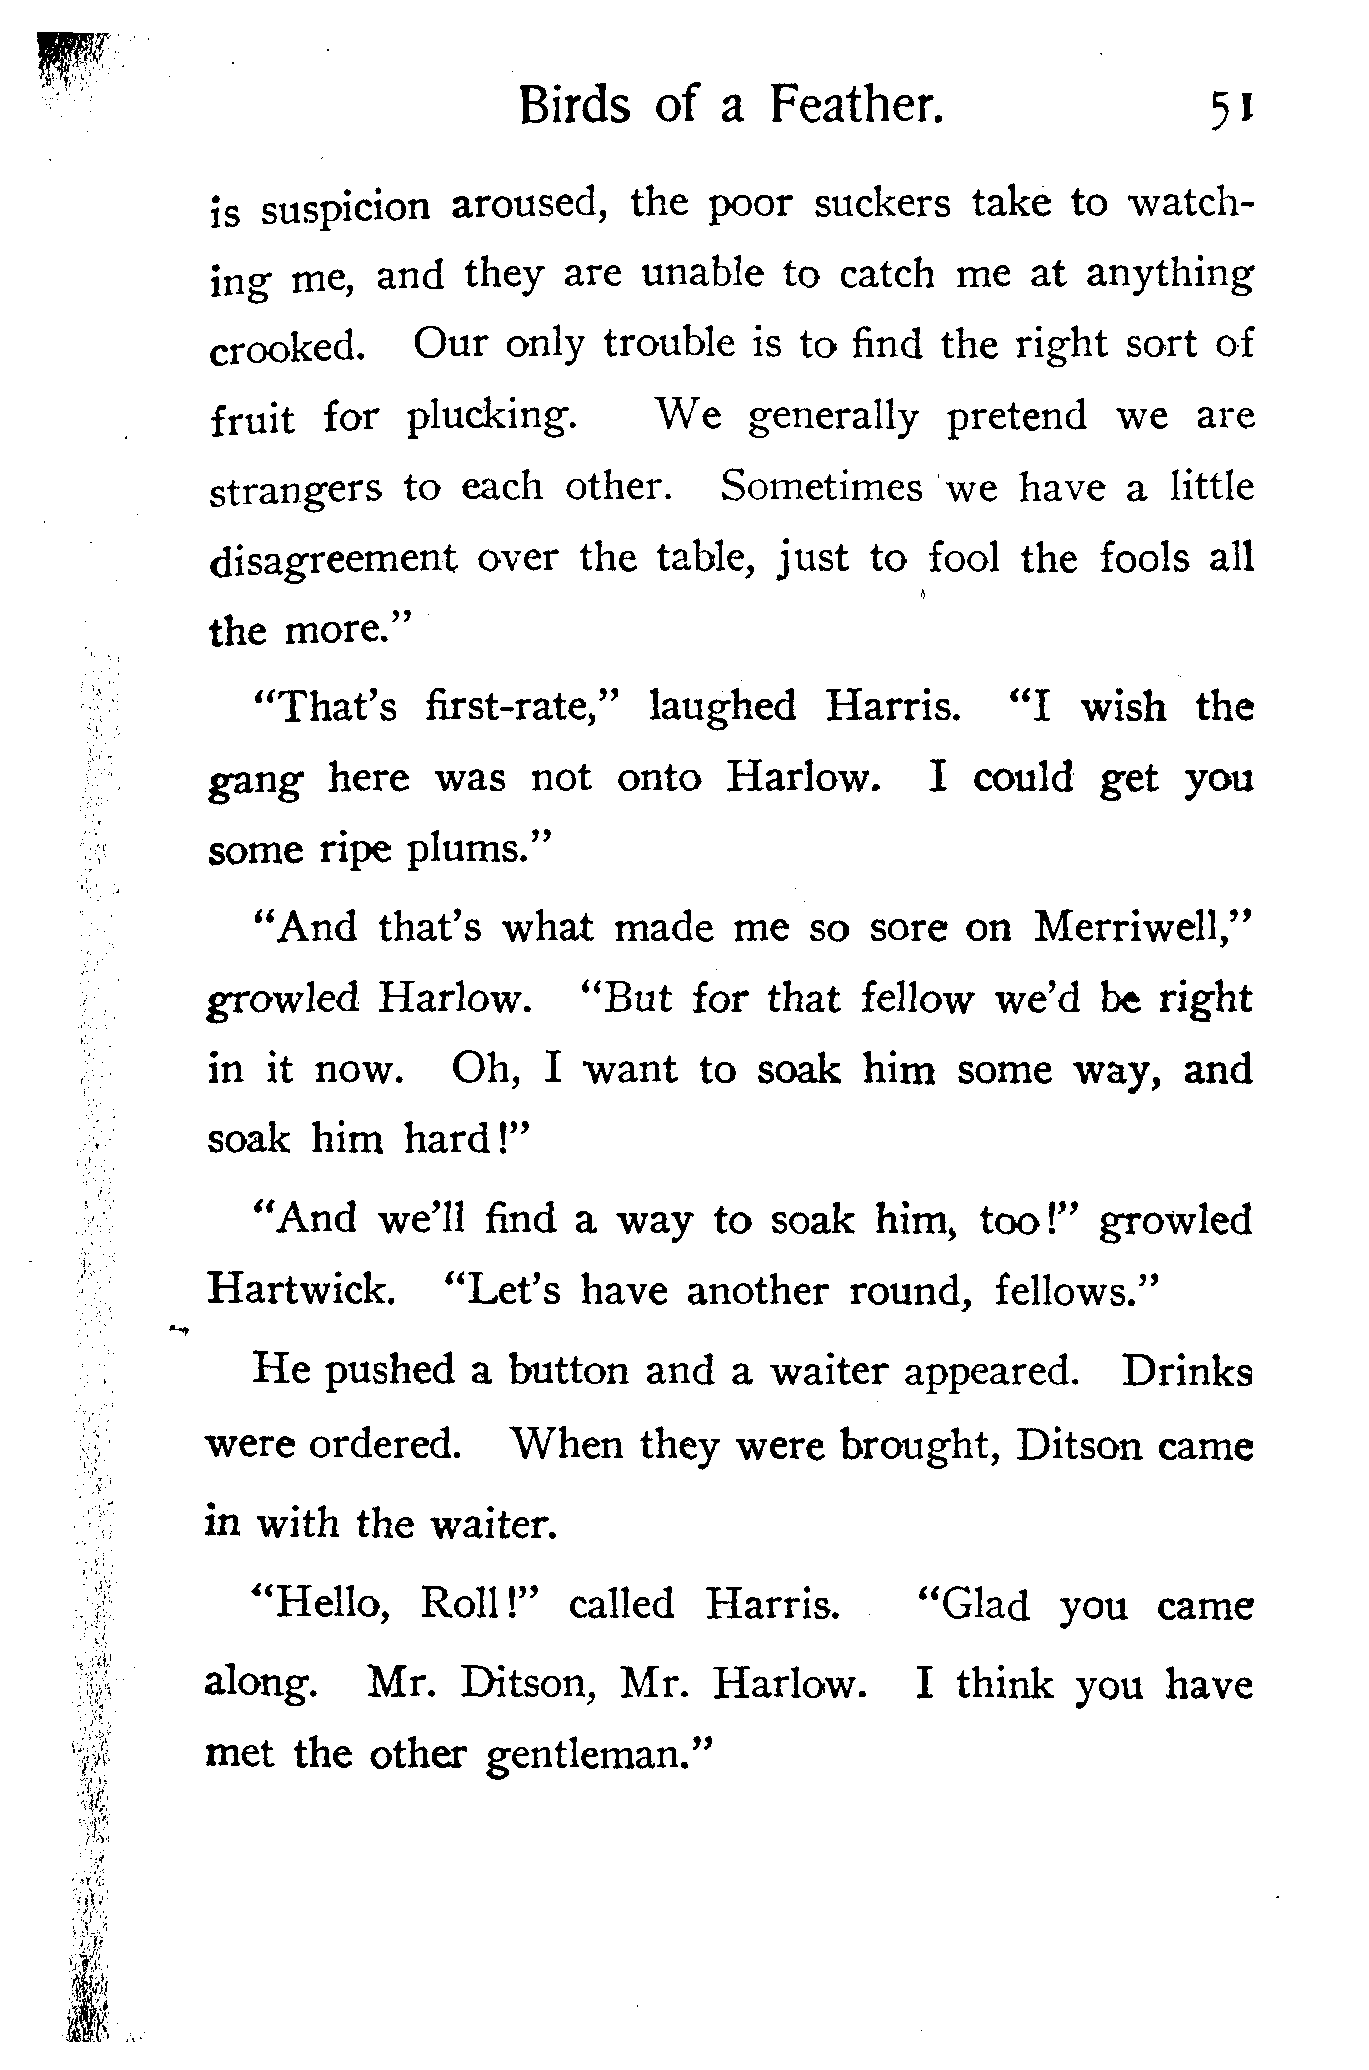 Birds of a Feather. 51
is suspicion aroused, the poor suckers take to watch-
ing me, and they are unable to catch me at anything
crooked. Our only trouble is to find the right sort of
fruit for plucking. We generally pretend we are
strangers to each other. Sometimes we have a little
disagreement over the table, just to fool the fools all
the more."
"That's first-rate," laughed Harris. "I wish the
gang here was not onto Harlow. I could get you
some ripe plums."
"And that's what made me so sore on Merriwell,"
growled Harlow. "But for that fellow we'd be right
in it now. Oh, I want to soak him some way, and
soak him hard!"
"And we'll find a way to soak him, too!" growled
Hartwick. "Let's have another round, fellows."
He pushed a button and a waiter appeared. Drinks
were ordered. When they were brought, Ditson came
in with the waiter.
"Hello, Roll!" called Harris. "Glad you came
along. Mr. Ditson, Mr. Harlow. I think you have
met the other gentleman."